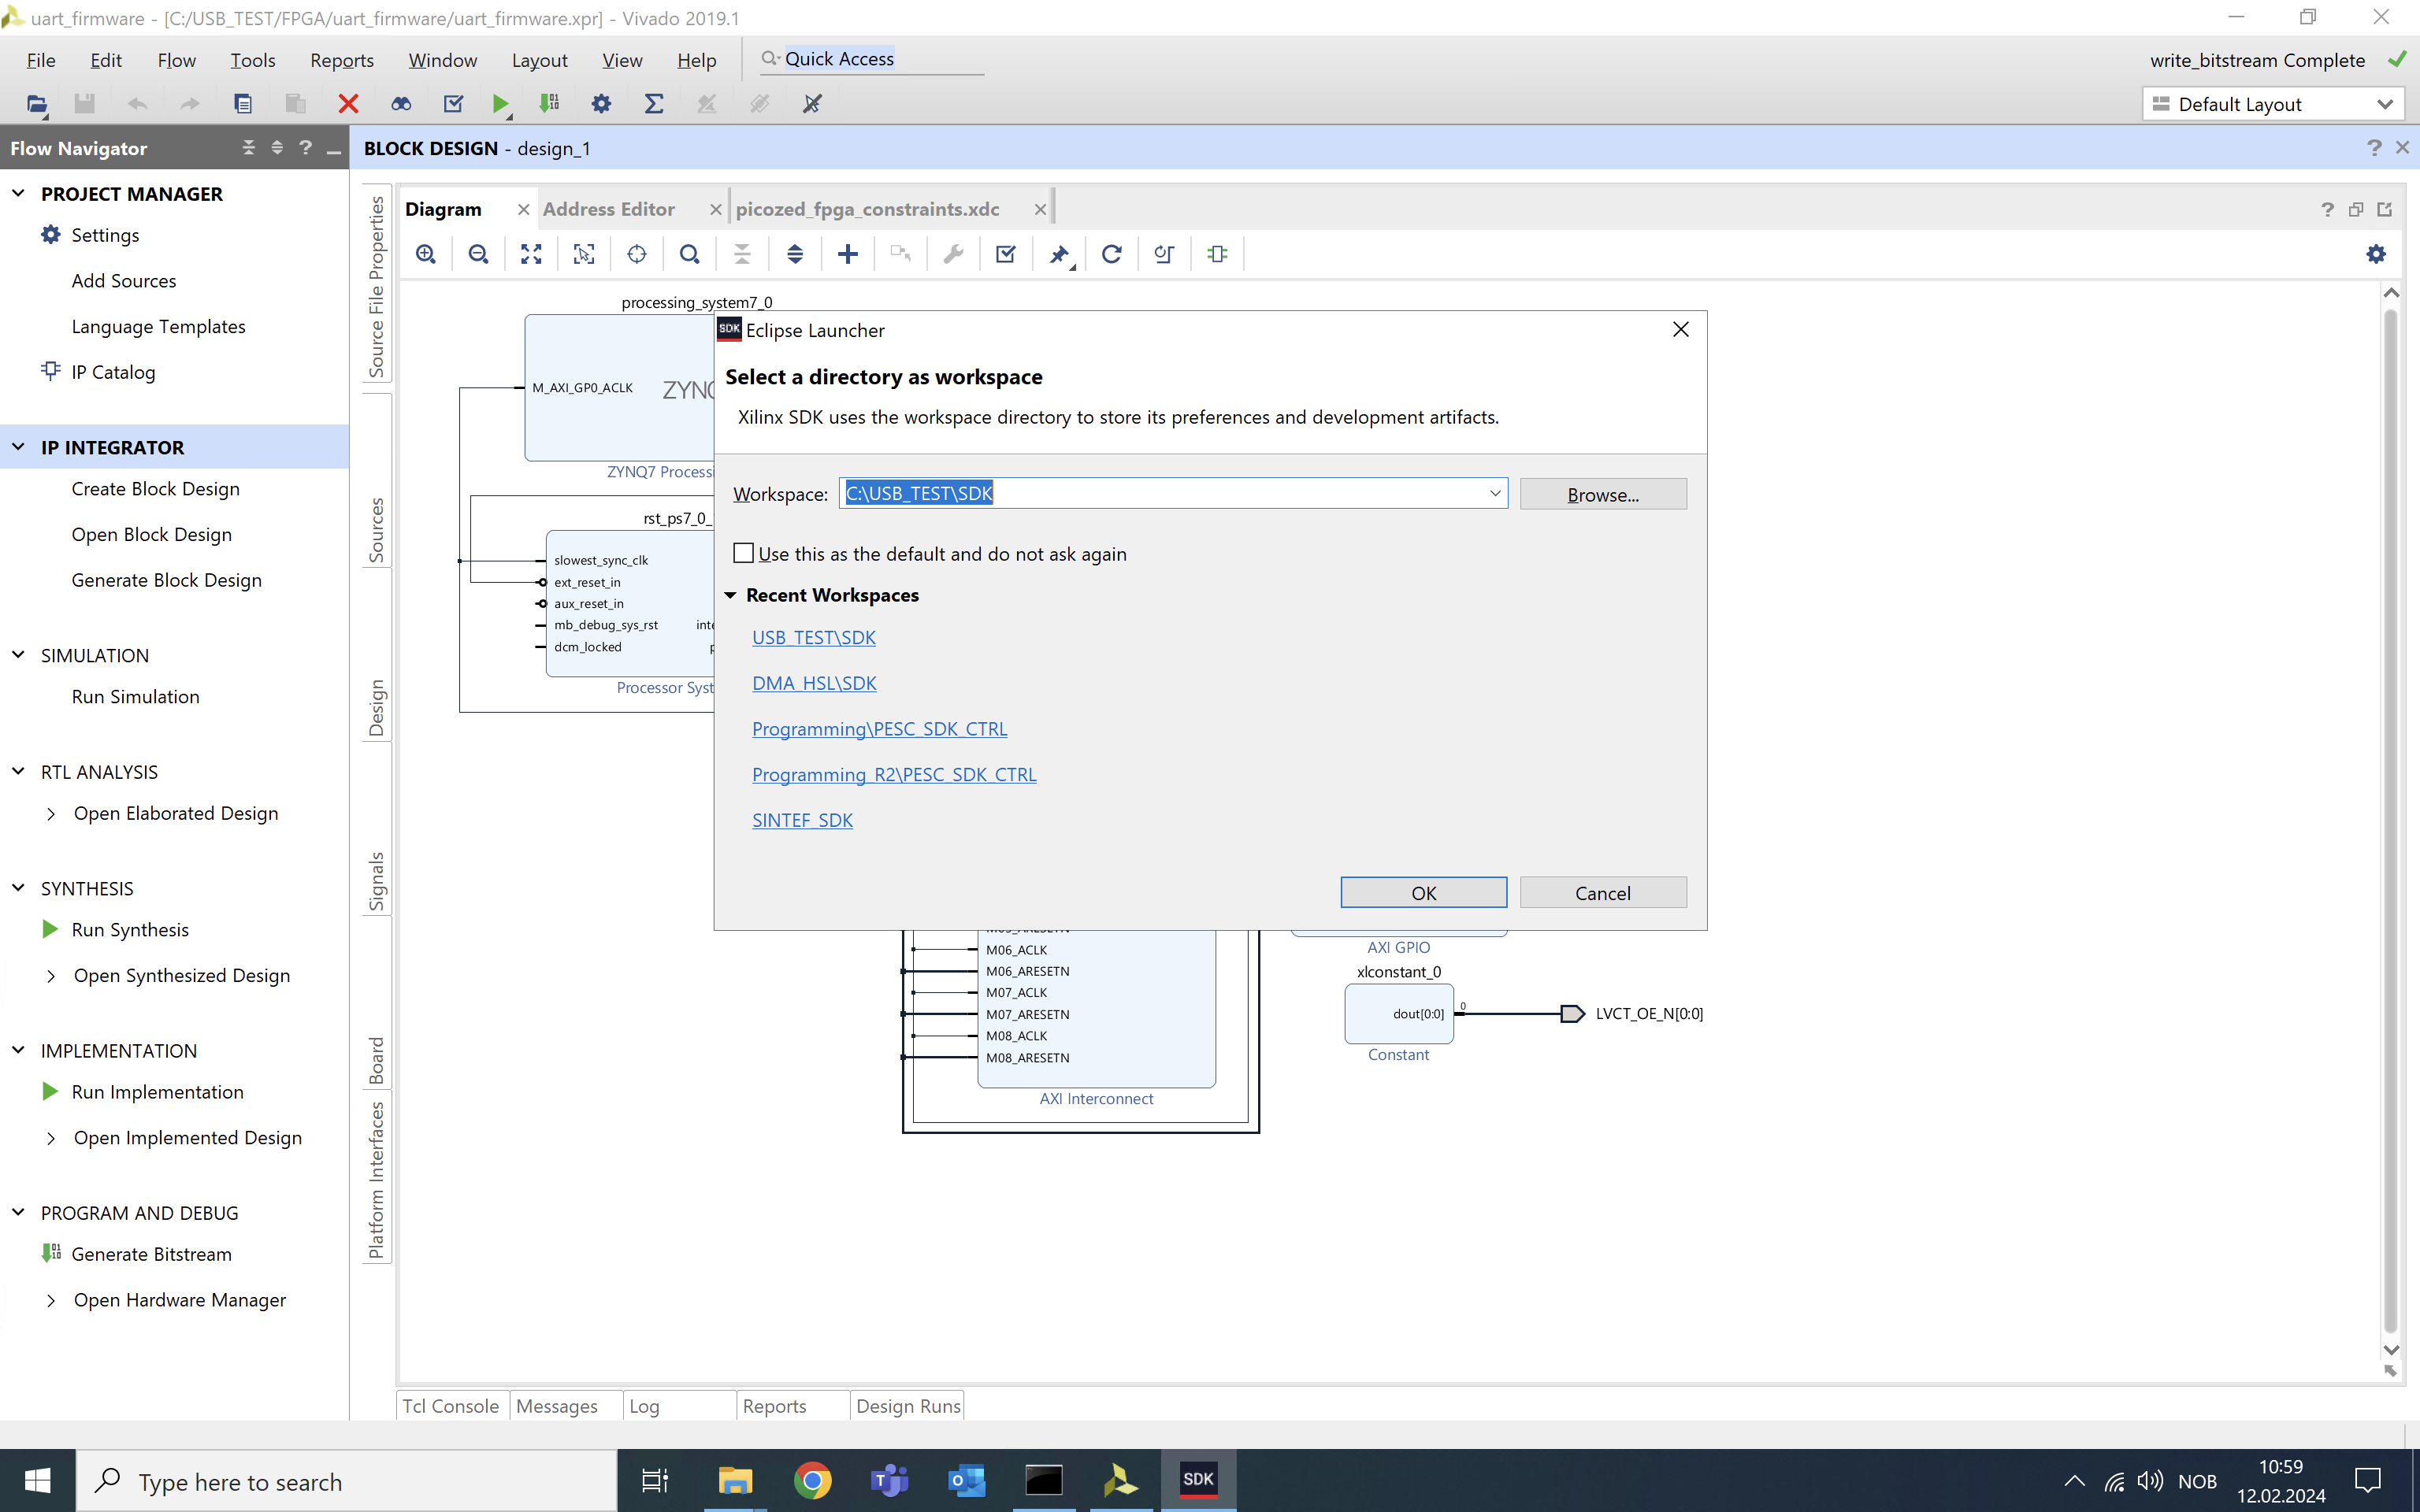 uart_firmware - [C:/USB_TEST/FPGA/uart_firmware/uart_firmware.xpr] - Vivado 2019.1
File Edit Flow Tools Reports Window Layout View Help Quick Access
write_bitstream Complete
Default Layout
Flow Navigator
BLOCK DESIGN - design_1
PROJECT MANAGER
Settings
Add Sources
Language Templates
IP Catalog
IP INTEGRATOR
Create Block Design
Open Block Design
Generate Block Design
SIMULATION
Run Simulation
RTL ANALYSIS
Open Elaborated Design
SYNTHESIS
Run Synthesis
Open Synthesized Design
IMPLEMENTATION
Run Implementation
Open Implemented Design
PROGRAM AND DEBUG
Generate Bitstream
Open Hardware Manager
Source File Properties
Sources
Design
Signals
Board
Platform Interfaces
Diagram
Address Editor
picozed_fpga_constraints.xdc
processing_system7_0
M_AXI_GP0_ACLK
ZYNQ
ZYNQ7 Processi
rst_ps7_0_
slowest_sync_clk
ext_reset_in
aux_reset_in
mb_debug_sys_rst
inte
dcm_locked
p
Processor Syst
SDK Eclipse Launcher
Select a directory as workspace
Xilinx SDK uses the workspace directory to store its preferences and development artifacts.
Workspace:
C:\USB_TEST\SDK
Browse...
Use this as the default and do not ask again
Recent Workspaces
USB_TEST\SDK
DMA_HSL\SDK
Programming\PESC_SDK_CTRL
Programming_R2\PESC_SDK_CTRL
SINTEF_SDK
OK
Cancel
M05_ARESETN
M06_ACLK
M06_ARESETN
M07_ACLK
M07_ARESETN
M08_ACLK
M08_ARESETN
AXI Interconnect
AXI GPIO
xlconstant_0
dout[0:0]
0
LVCT_OE_N[0:0]
Constant
Tcl Console
Messages
Log
Reports
Design Runs
Type here to search
SDK
NOB
10:59
12.02.2024